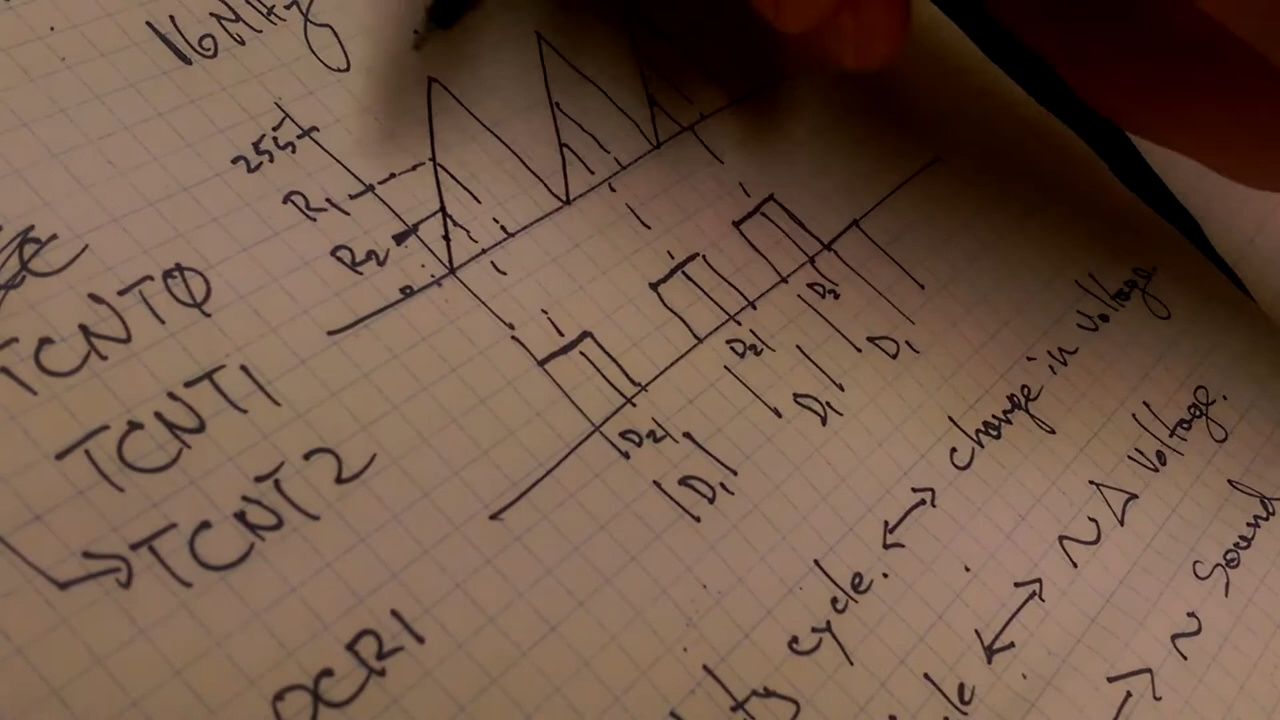 16MHz
255
R1
R2
0
TCNT0
TCNT1
TCNT2
OCR1
D2
D1
D2
D1
D2
D1
cycle. ↔ change in voltage.
↔ ~ Δ voltage.
→ ~ Sound